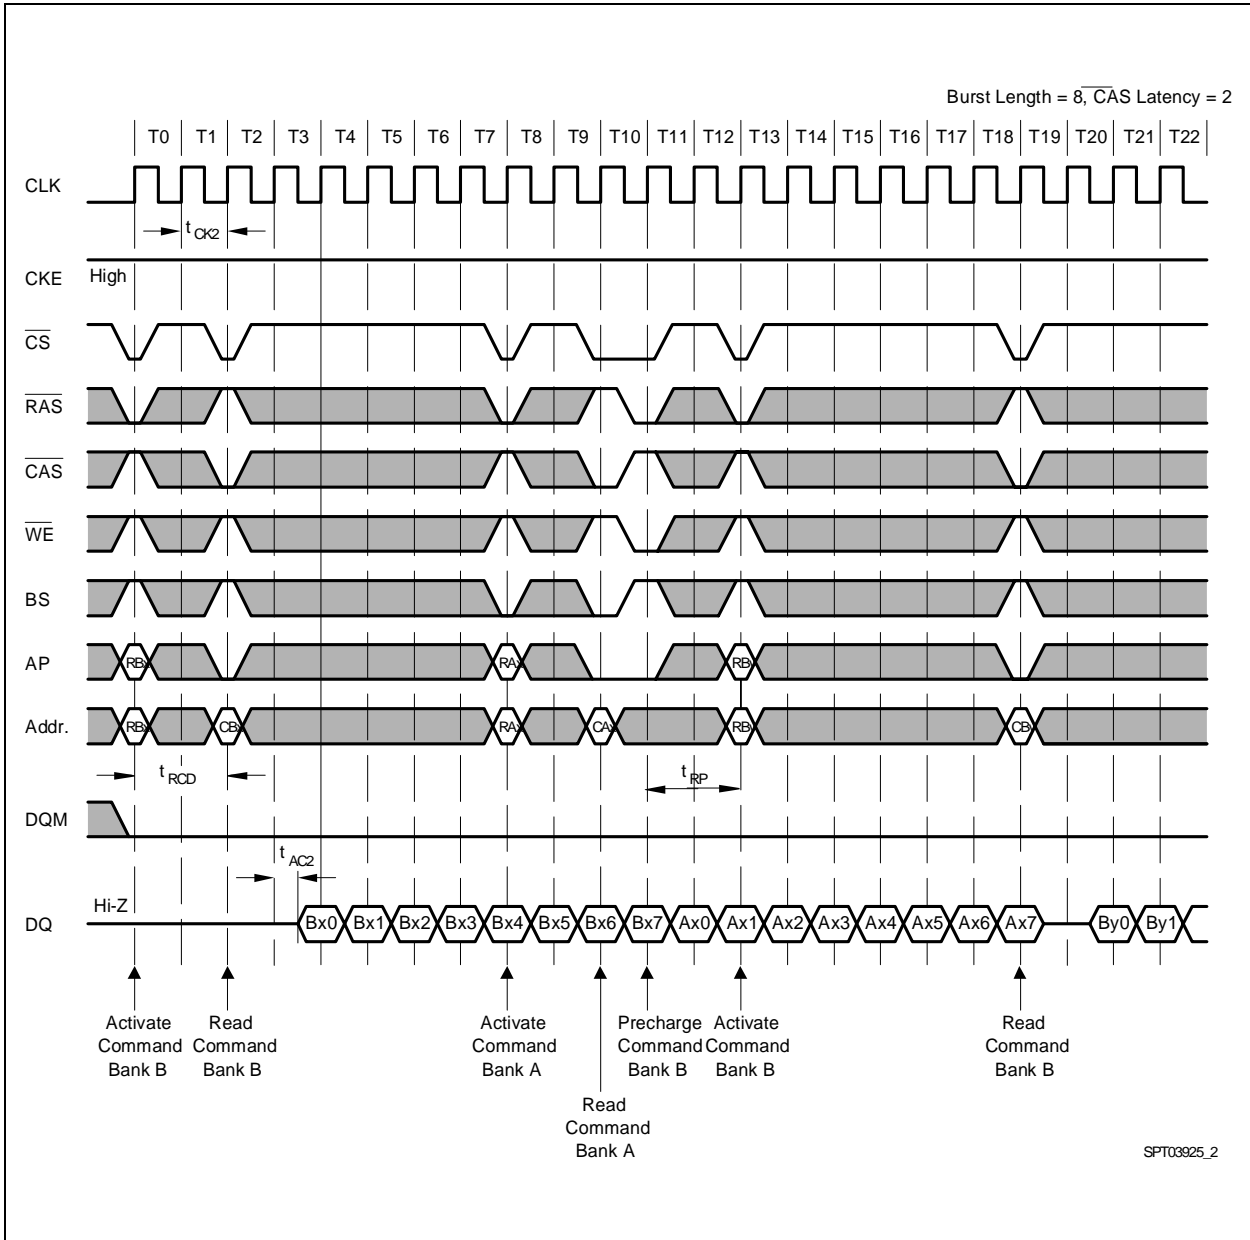 Burst Length = 8, CAS Latency = 2
T0 T1 T2 T3 T4 T5 T6 T7 T8 T9 T10 T11 T12 T13 T14 T15 T16 T17 T18 T19 T20 T21 T22
CLK
t CK2
CKE High
CS
RAS
CAS
WE
BS
AP RBx RAx RBy
Addr. RBx CBx RAx CAx RBy CBy
t RCD t RP
DQM
t AC2
DQ Hi-Z Bx0 Bx1 Bx2 Bx3 Bx4 Bx5 Bx6 Bx7 Ax0 Ax1 Ax2 Ax3 Ax4 Ax5 Ax6 Ax7 By0 By1
Activate Command Bank B
Read Command Bank B
Activate Command Bank A
Read Command Bank A
Precharge Command Bank B
Activate Command Bank B
Read Command Bank B
SPT03925_2